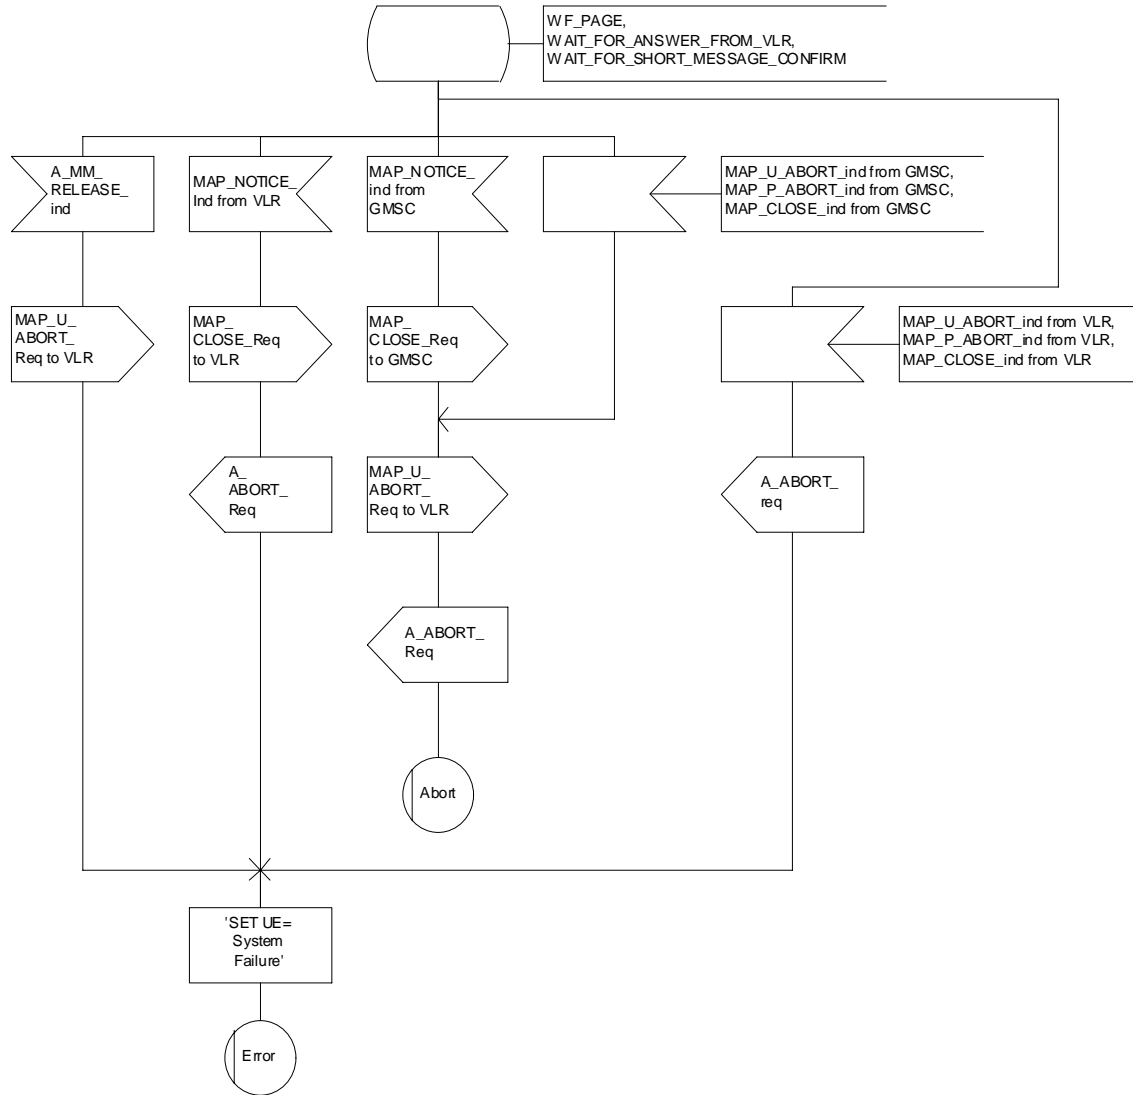 WF_PAGE,
WAIT_FOR_ANSWER_FROM_VLR,
WAIT_FOR_SHORT_MESSAGE_CONFIRM
A_MM_
RELEASE_
ind
MAP_NOTICE_
Ind from VLR
MAP_NOTICE_
ind from
GMSC
MAP_U_ABORT_ind from GMSC,
MAP_P_ABORT_ind from GMSC,
MAP_CLOSE_ind from GMSC
MAP_U_
ABORT_
Req to VLR
MAP_
CLOSE_Req
to VLR
MAP_
CLOSE_Req
to GMSC
MAP_U_ABORT_ind from VLR,
MAP_P_ABORT_ind from VLR,
MAP_CLOSE_ind from VLR
A_
ABORT_
Req
MAP_U_
ABORT_
Req to VLR
A_ABORT_
req
A_ABORT_
Req
Abort
'SET UE=
System
Failure'
Error